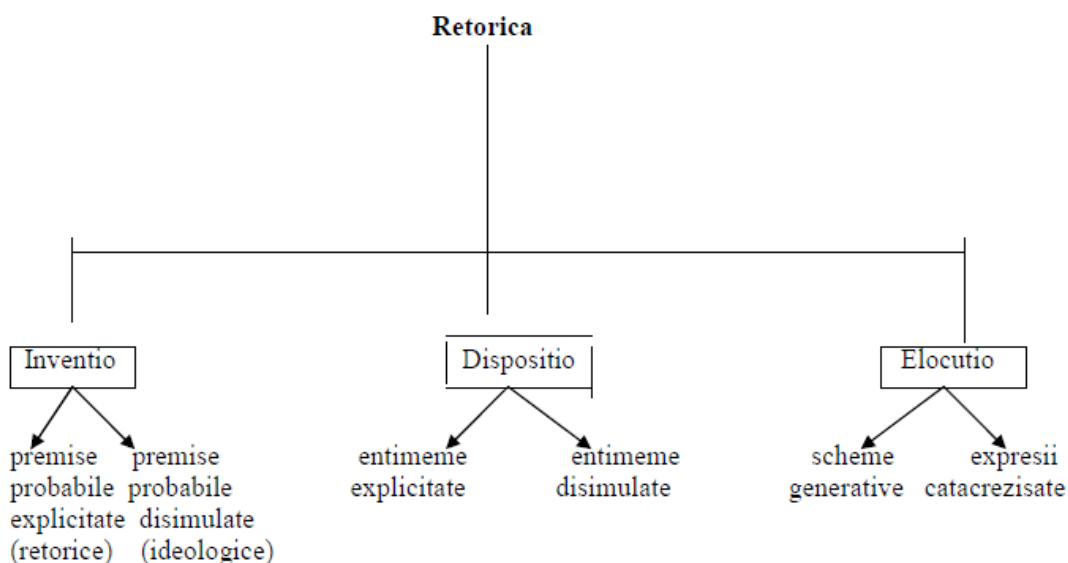 Retorica
Inventio
Dispositio
Elocutio
premise
probabile
explicitate
(retorice)
premise
probabile
disimulate
(ideologice)
entimeme
explicitate
entimeme
disimulate
scheme
generative
expresii
catacrezisate